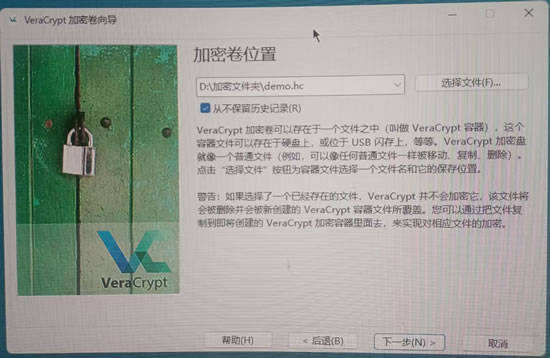 VeraCrypt 加密卷向导
加密卷位置
D:\加密文件夹\demo.hc
选择文件(F)...
从不保留历史记录(R)
VeraCrypt 加密卷可以存在于一个文件之中（叫做 VeraCrypt 容器），这个
容器文件可以存在于硬盘上，或位于 USB 闪存上，等等。VeraCrypt 加密盘
就像一个普通文件（例如，可以像任何普通文件一样被移动、复制、删除）。
点击“选择文件”按钮为容器文件选择一个文件名和它的保存位置。
警告：如果选择了一个已经存在的文件，VeraCrypt 并不会加密它，该文件将
会被删除并会被新创建的 VeraCrypt 容器文件所覆盖。您可以通过把文件复
制到即将创建的 VeraCrypt 加密容器里面去，来实现对相应文件的加密。
VeraCrypt
帮助(H)
< 后退(B)
下一步(N) >
取消